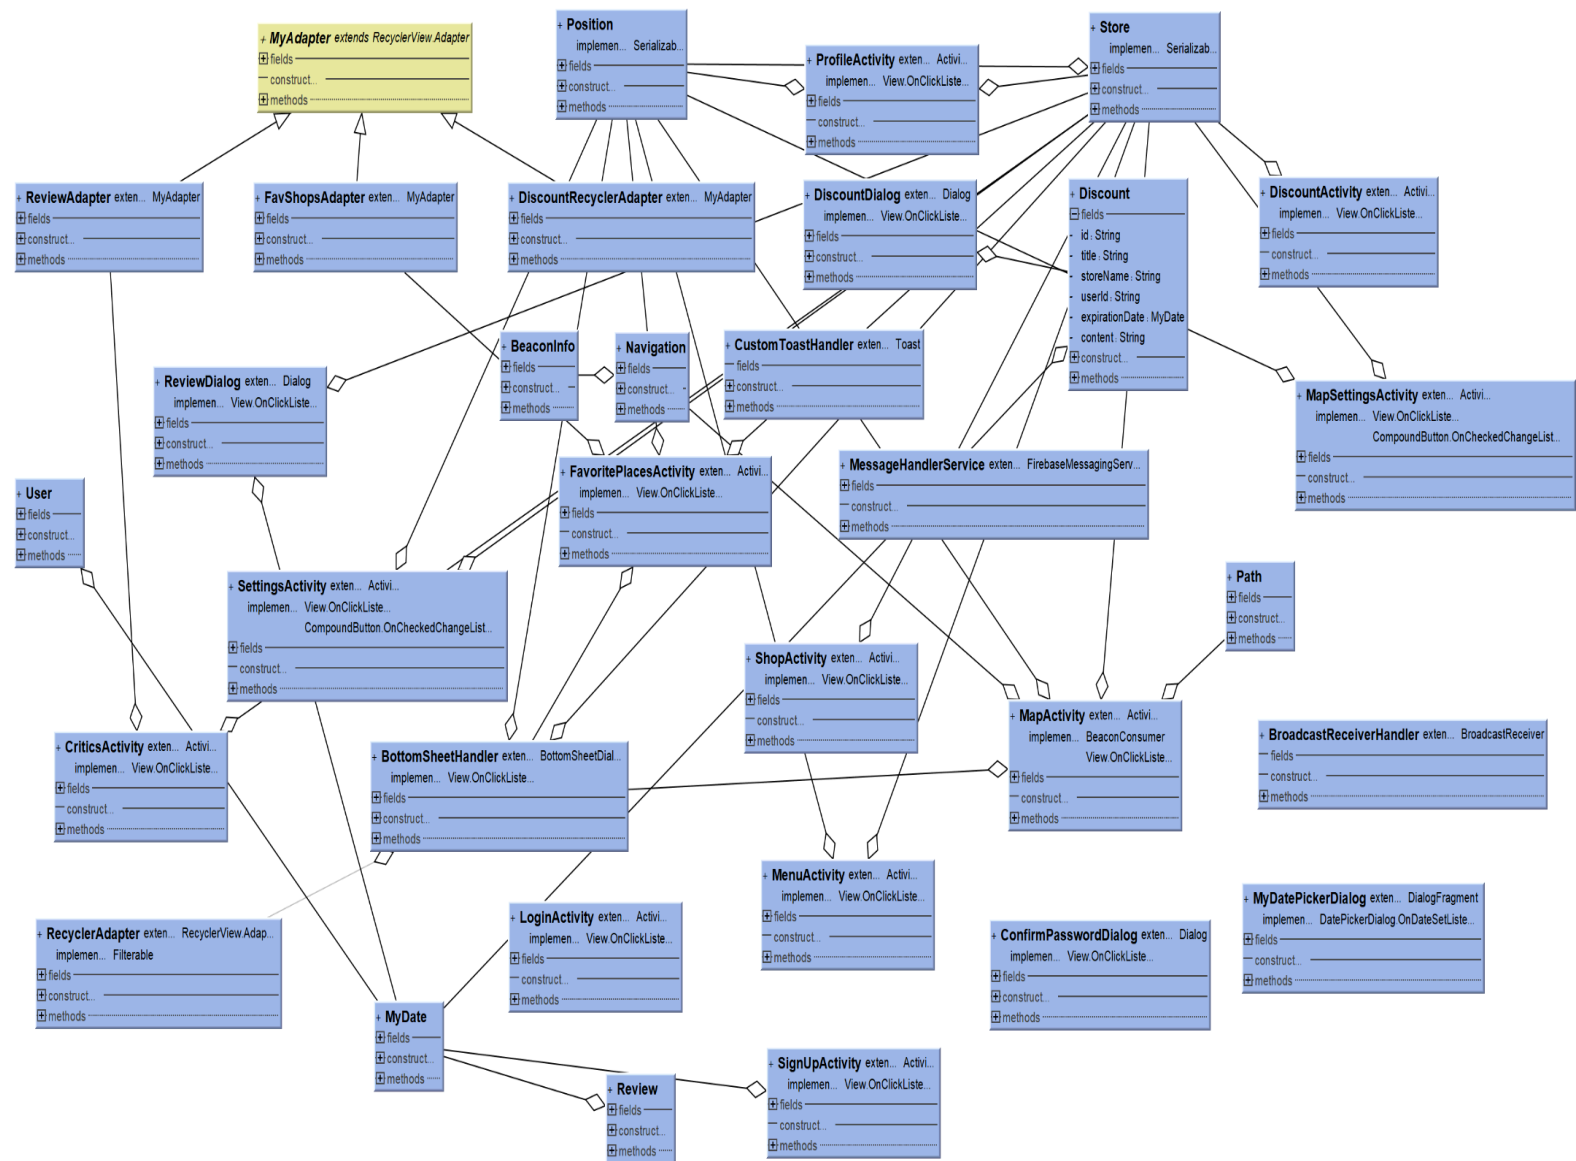 + MyAdapter extends RecyclerView.Adapter
fields
construct...
methods
+ Position
implemen... Serializab...
fields
construct...
methods
+ ProfileActivity exten... Activi...
implemen... View.OnClickListe...
fields
construct...
methods
+ Store
implemen... Serializab...
fields
construct...
methods
+ ReviewAdapter exten... MyAdapter
fields
construct...
methods
+ FavShopsAdapter exten... MyAdapter
fields
construct...
methods
+ DiscountRecyclerAdapter exten... MyAdapter
fields
construct...
methods
+ DiscountDialog exten... Dialog
implemen... View.OnClickListe...
fields
construct...
methods
+ Discount
fields
- id : String
- title : String
- storeName : String
- userId : String
- expirationDate : MyDate
- content : String
construct...
methods
+ DiscountActivity exten... Activi...
implemen... View.OnClickListe...
fields
construct...
methods
+ ReviewDialog exten... Dialog
implemen... View.OnClickListe...
fields
construct...
methods
+ BeaconInfo
fields
construct...
methods
+ Navigation
fields
construct...
methods
+ CustomToastHandler exten... Toast
fields
construct...
methods
+ MapSettingsActivity exten... Activi...
implemen... View.OnClickListe...
CompoundButton.OnCheckedChangeList...
fields
construct...
methods
+ User
fields
construct...
methods
+ FavoritePlacesActivity exten... Activi...
implemen... View.OnClickListe...
fields
construct...
methods
+ MessageHandlerService exten... FirebaseMessagingServ...
fields
construct...
methods
+ SettingsActivity exten... Activi...
implemen... View.OnClickListe...
CompoundButton.OnCheckedChangeList...
fields
construct...
methods
+ Path
fields
construct...
methods
+ ShopActivity exten... Activi...
implemen... View.OnClickListe...
fields
construct...
methods
+ MapActivity exten... Activi...
implemen... BeaconConsumer
View.OnClickListe...
fields
construct...
methods
+ BroadcastReceiverHandler exten... BroadcastReceiver
fields
construct...
methods
+ CriticsActivity exten... Activi...
implemen... View.OnClickListe...
fields
construct...
methods
+ BottomSheetHandler exten... BottomSheetDial...
implemen... View.OnClickListe...
fields
construct...
methods
+ MenuActivity exten... Activi...
implemen... View.OnClickListe...
fields
construct...
methods
+ MyDatePickerDialog exten... DialogFragment
implemen... DatePickerDialog.OnDateSetListe...
fields
construct...
methods
+ RecyclerAdapter exten... RecyclerView.Adap...
implemen... Filterable
fields
construct...
methods
+ LoginActivity exten... Activi...
implemen... View.OnClickListe...
fields
construct...
methods
+ ConfirmPasswordDialog exten... Dialog
implemen... View.OnClickListe...
fields
construct...
methods
+ MyDate
fields
construct...
methods
+ Review
fields
construct...
methods
+ SignUpActivity exten... Activi...
implemen... View.OnClickListe...
fields
construct...
methods